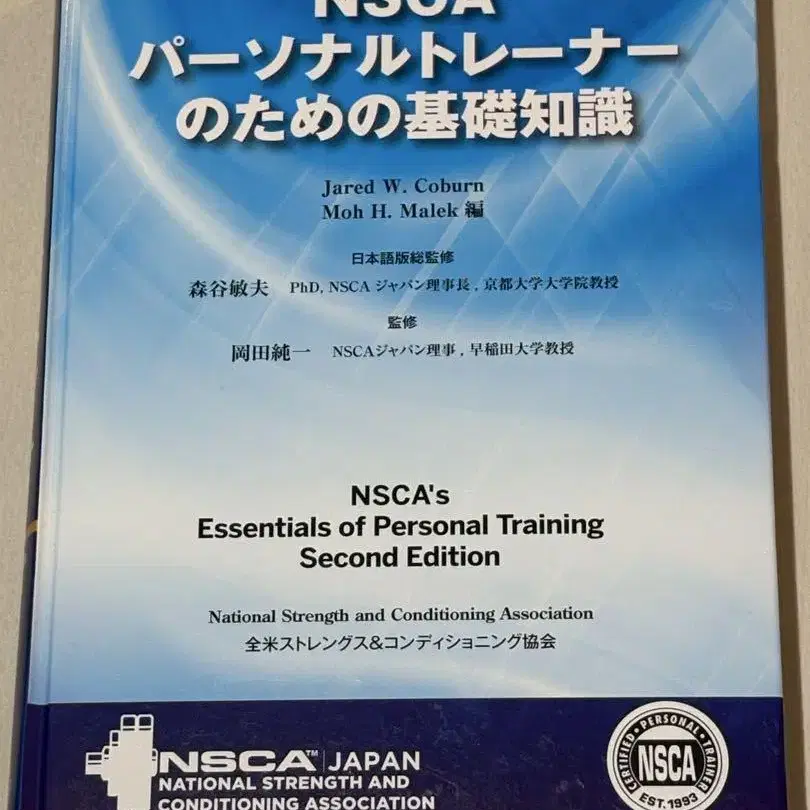 NSCA
パーソナルトレーナー
のための基礎知識
Jared W. Coburn
Moh H. Malek 編
日本語版総監修
森谷敏夫 PhD, NSCA ジャパン理事長 , 京都大学大学院教授
監修
岡田純一 NSCAジャパン理事 , 早稲田大学教授
NSCA's
Essentials of Personal Training
Second Edition
National Strength and Conditioning Association
全米ストレングス&コンディショニング協会
NSCA™ JAPAN
NATIONAL STRENGTH AND
CONDITIONING ASSOCIATION
CERTIFIED • PERSONAL • TRAINER
NSCA
EST. 1993